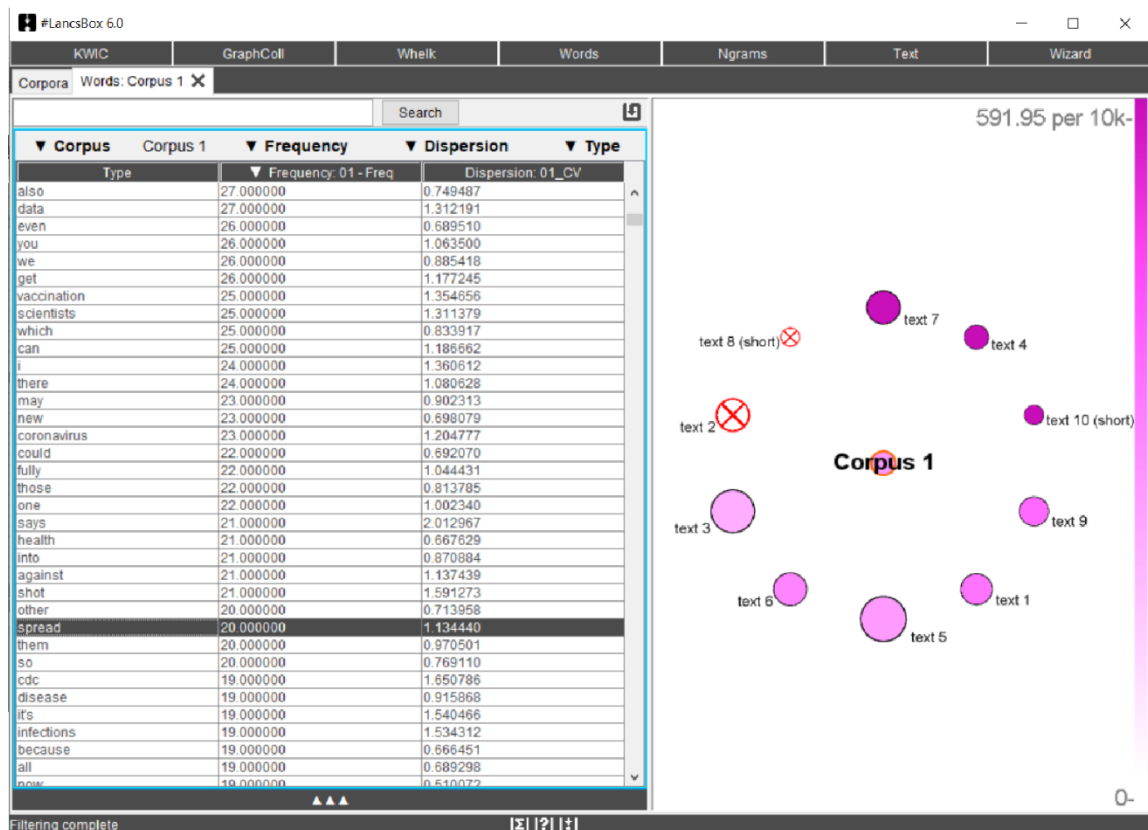 #LancsBox 6.0
KWIC GraphColl Whelk Words Ngrams Text Wizard
Corpora Words: Corpus 1
Search
▼ Corpus Corpus 1 ▼ Frequency ▼ Dispersion ▼ Type
Type ▼ Frequency: 01 - Freq Dispersion: 01_CV
also 27.000000 0.749487
data 27.000000 1.312191
even 26.000000 0.689510
you 26.000000 1.063500
we 26.000000 0.885418
get 26.000000 1.177245
vaccination 25.000000 1.354656
scientists 25.000000 1.311379
which 25.000000 0.833917
can 25.000000 1.186662
i 24.000000 1.360612
there 24.000000 1.080628
may 23.000000 0.902313
new 23.000000 0.698079
coronavirus 23.000000 1.204777
could 22.000000 0.692070
fully 22.000000 1.044431
those 22.000000 0.813785
one 22.000000 1.002340
says 21.000000 2.012967
health 21.000000 0.667629
into 21.000000 0.870884
against 21.000000 1.137439
shot 21.000000 1.591273
other 20.000000 0.713958
spread 20.000000 1.134440
them 20.000000 0.970501
so 20.000000 0.769110
cdc 19.000000 1.650786
disease 19.000000 0.915868
it's 19.000000 1.540466
infections 19.000000 1.534312
because 19.000000 0.666451
all 19.000000 0.689298
now 19.000000 0.510072
▲▲▲
591.95 per 10k-
text 7
text 8 (short)
text 4
text 10 (short)
text 2
Corpus 1
text 3
text 9
text 6
text 1
text 5
0-
Filtering complete |Σ| |?| |‡|